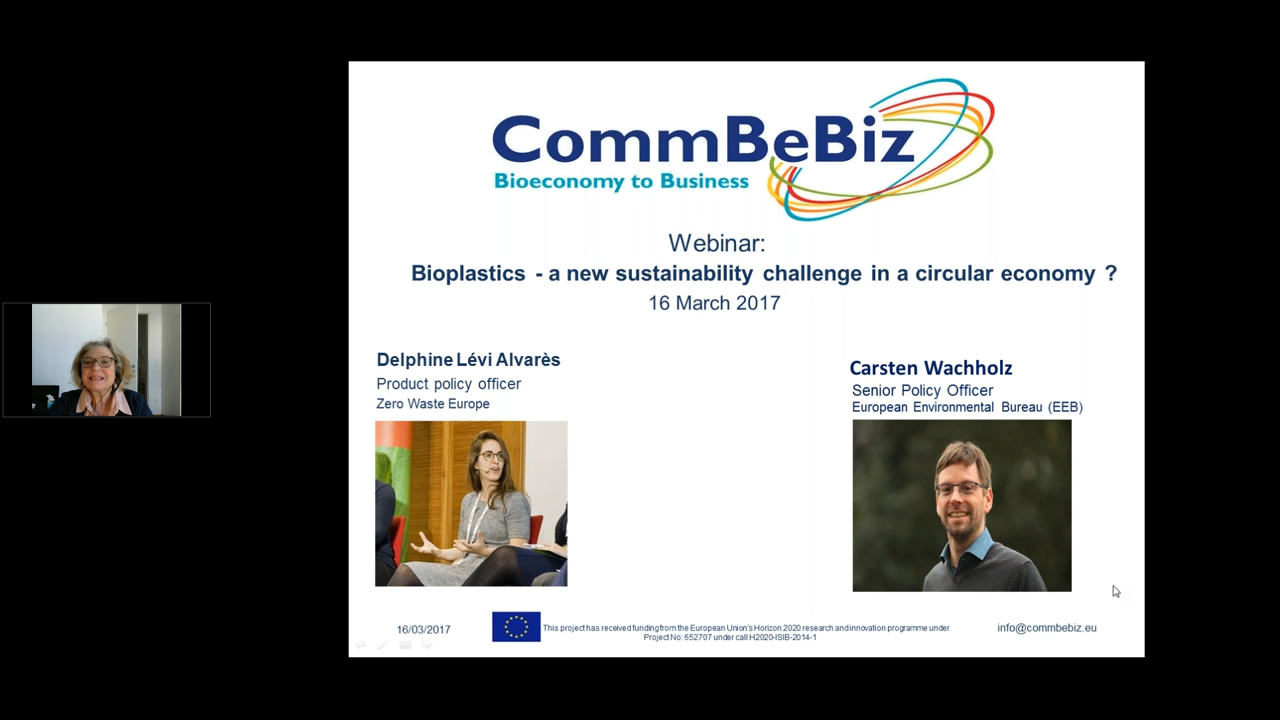 CommBeBiz
Bioeconomy to Business
Webinar:
Bioplastics - a new sustainability challenge in a circular economy ?
16 March 2017
Delphine Lévi Alvarès
Product policy officer
Zero Waste Europe
Carsten Wachholz
Senior Policy Officer
European Environmental Bureau (EEB)
16/03/2017
This project has received funding from the European Union's Horizon 2020 research and innovation programme under
Project No: 652707 under call H2020-ISIB-2014-1
info@commbebiz.eu